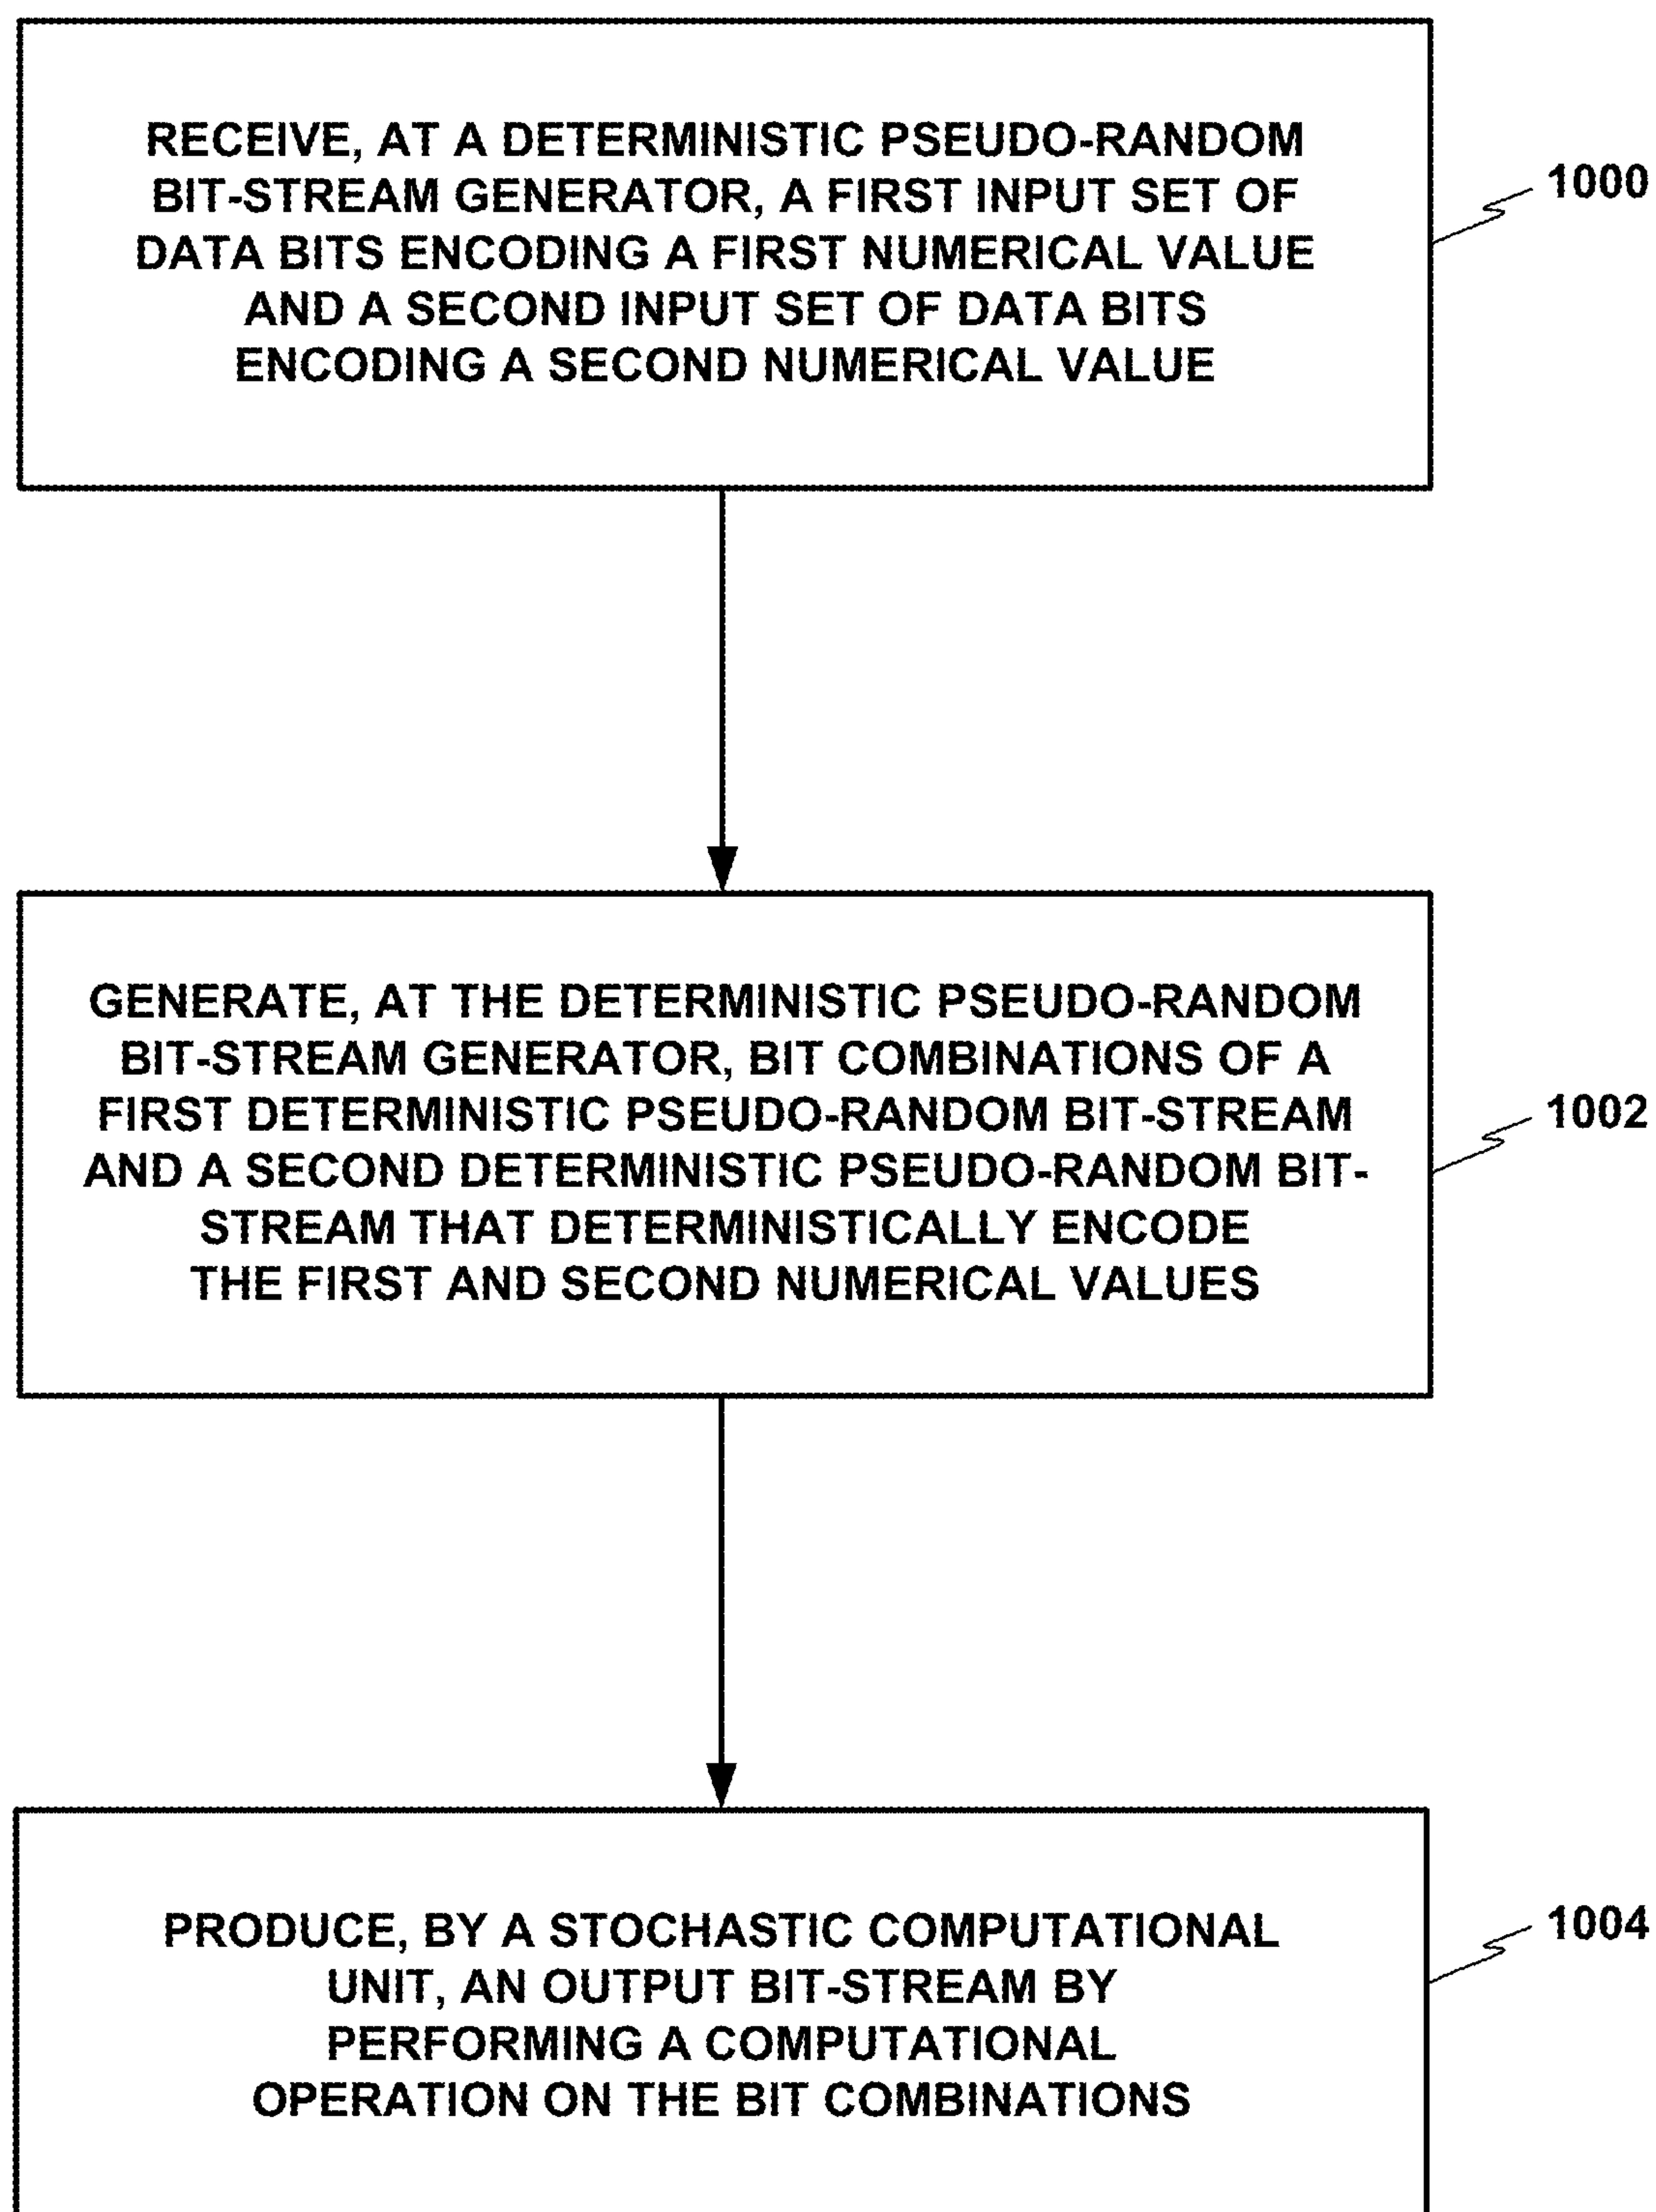 RECEIVE, AT A DETERMINISTIC PSEUDO-RANDOM
BIT-STREAM GENERATOR, A FIRST INPUT SET OF
DATA BITS ENCODING A FIRST NUMERICAL VALUE
AND A SECOND INPUT SET OF DATA BITS
ENCODING A SECOND NUMERICAL VALUE
1000
GENERATE, AT THE DETERMINISTIC PSEUDO-RANDOM
BIT-STREAM GENERATOR, BIT COMBINATIONS OF A
FIRST DETERMINISTIC PSEUDO-RANDOM BIT-STREAM
AND A SECOND DETERMINISTIC PSEUDO-RANDOM BIT-
STREAM THAT DETERMINISTICALLY ENCODE
THE FIRST AND SECOND NUMERICAL VALUES
1002
PRODUCE, BY A STOCHASTIC COMPUTATIONAL
UNIT, AN OUTPUT BIT-STREAM BY
PERFORMING A COMPUTATIONAL
OPERATION ON THE BIT COMBINATIONS
1004